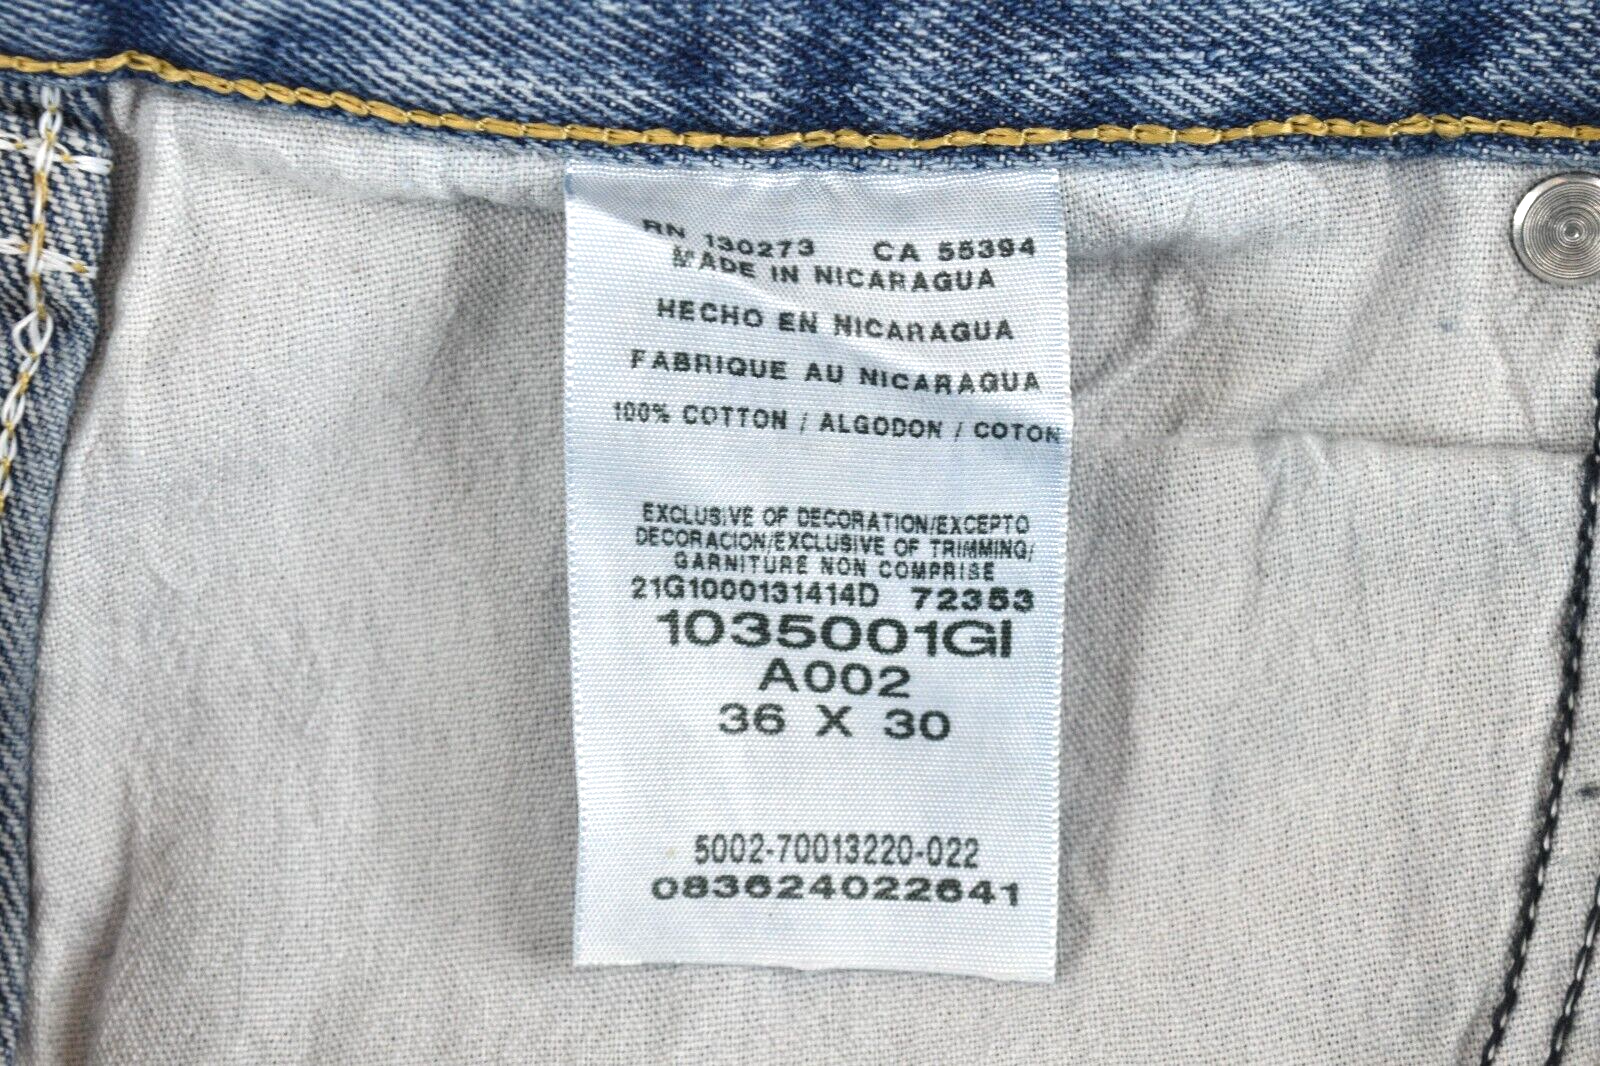 RN 130273 CA 55394
MADE IN NICARAGUA
HECHO EN NICARAGUA
FABRIQUE AU NICARAGUA
100% COTTON / ALGODON / COTON
EXCLUSIVE OF DECORATION/EXCEPTO
DECORACION/EXCLUSIVE OF TRIMMING/
GARNITURE NON COMPRISE
21G1000131414D 72353
1035001GI
A002
36 X 30
5002-70013220-022
083624022641